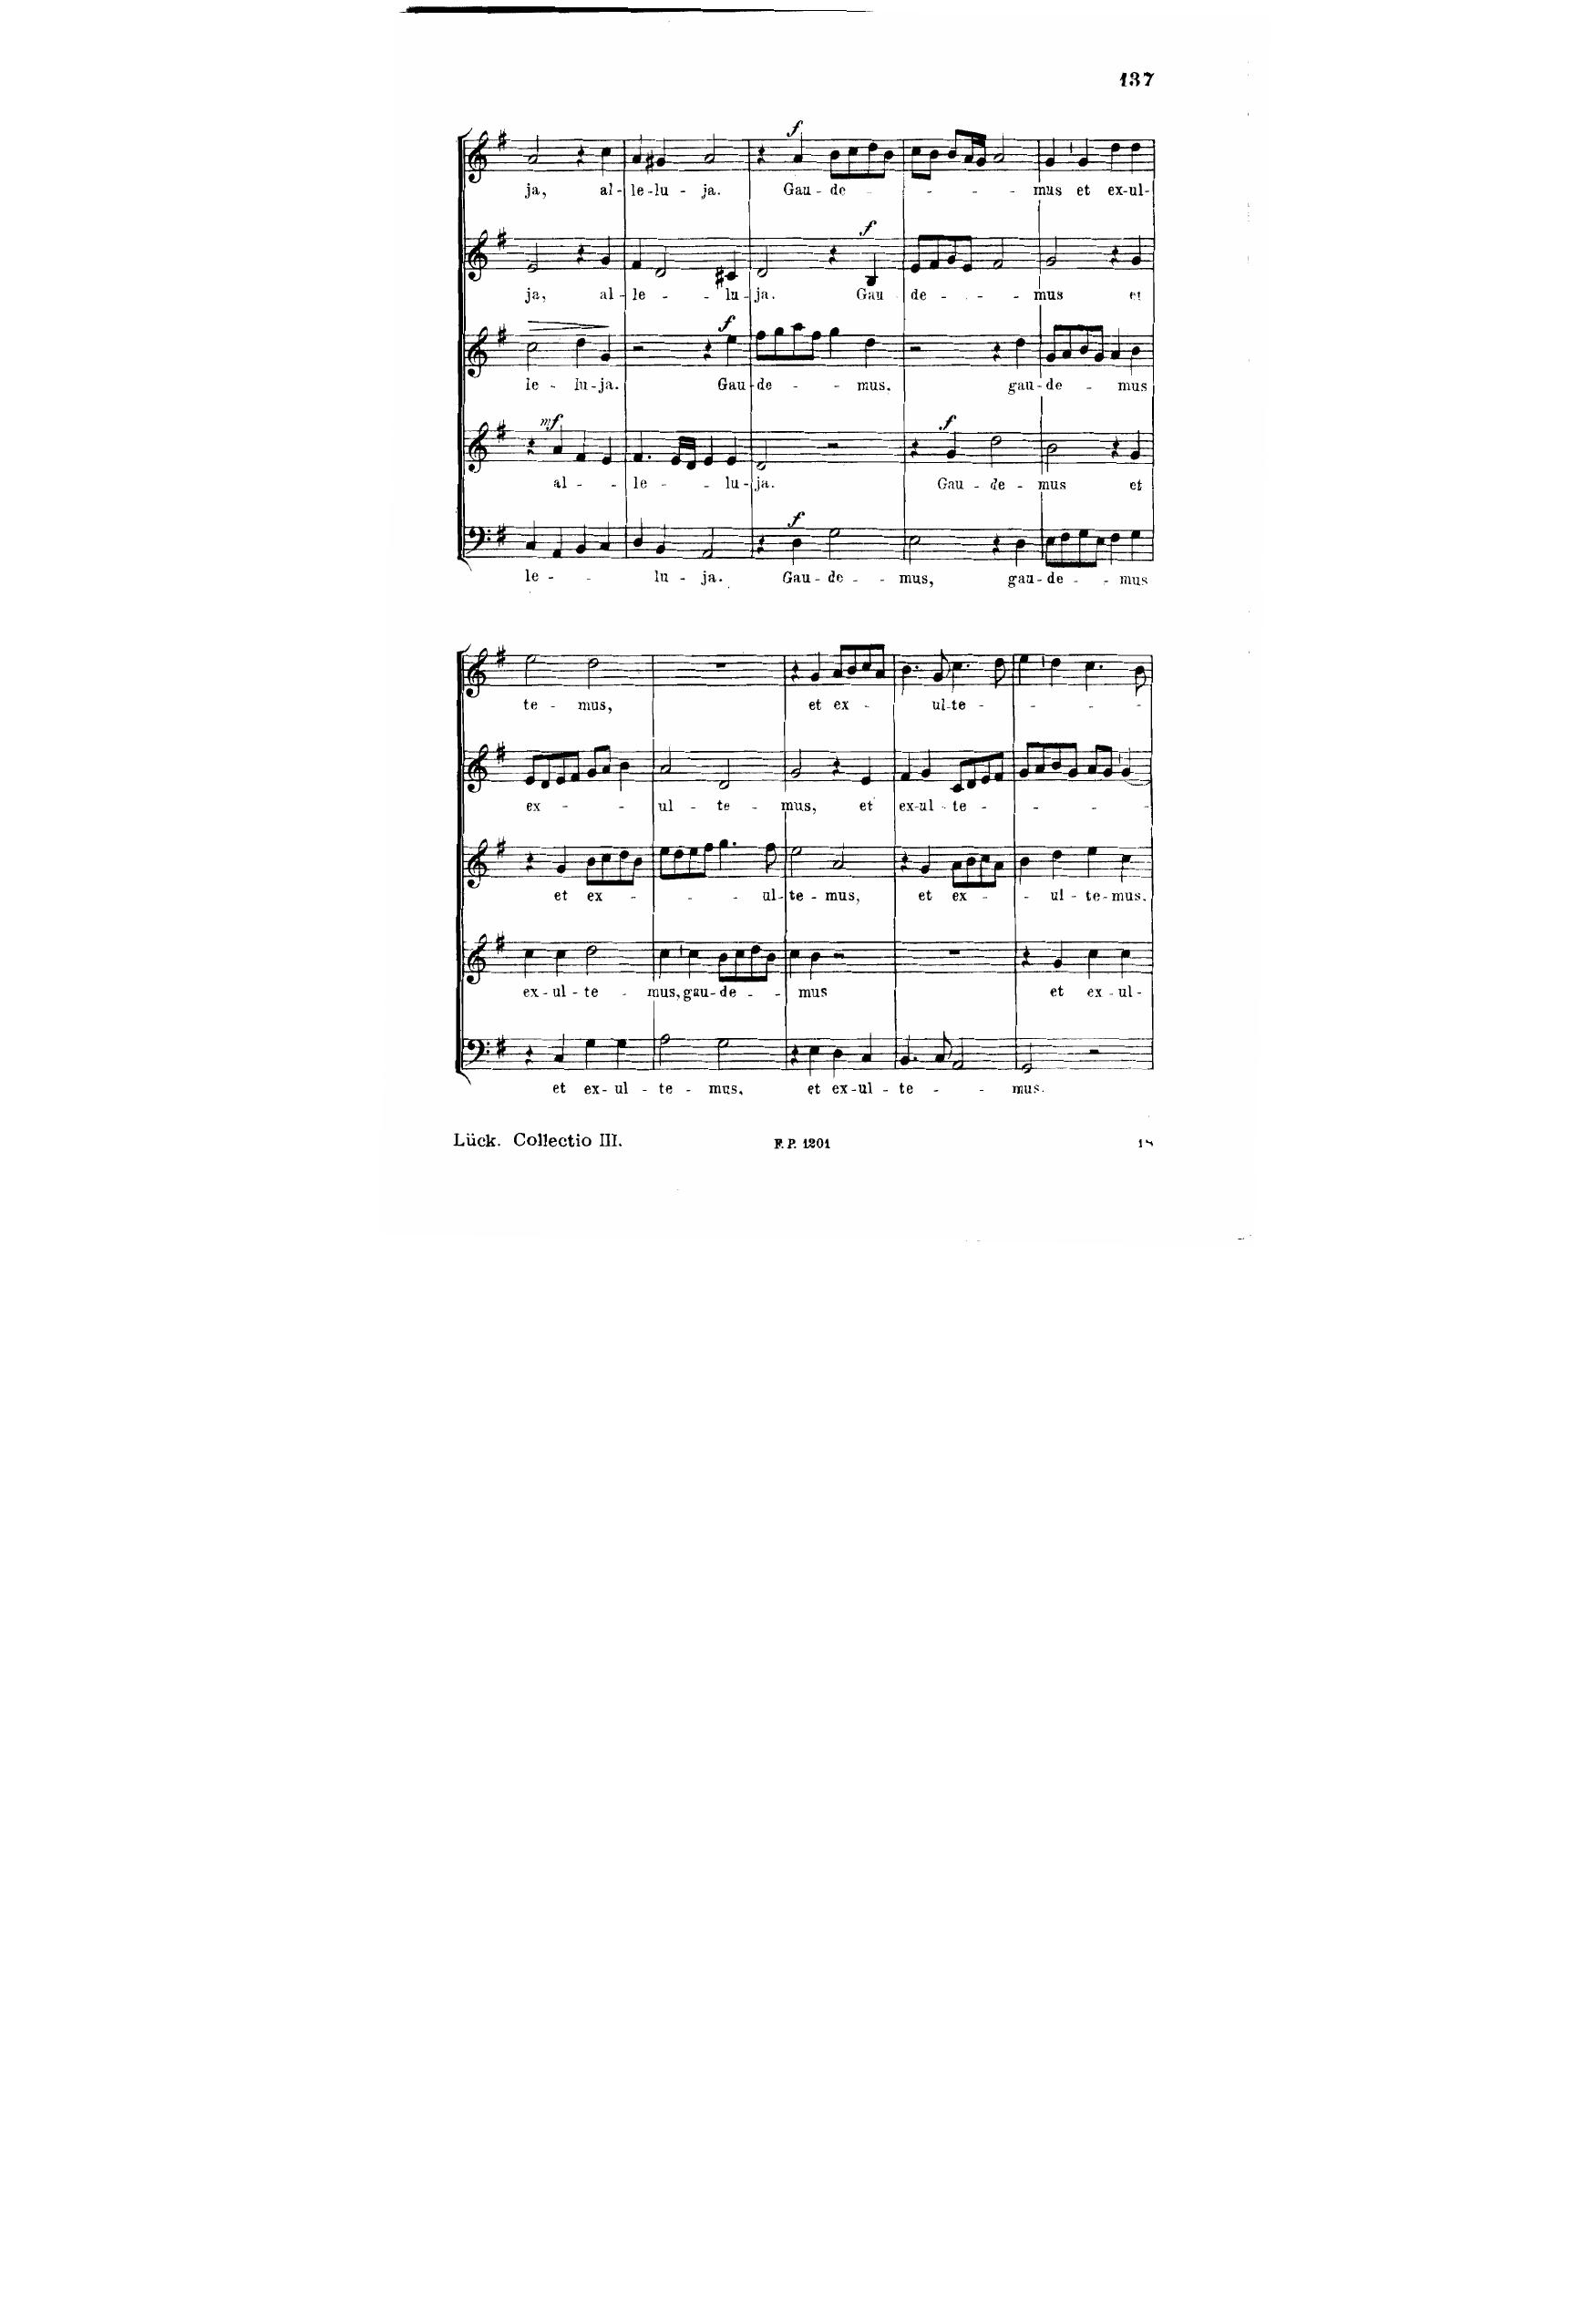 137
f
ja, al-le-lu - ja. Gau - de - - - - mus et ex-ul-
f
ja, al - le - - lu - ja. Gau de - - - mus et
f
le - lu-ja. Gau-de - - mus. gau-de - mus
mf f
al - - le - - lu-ja. Gau - de - mus et
f
le - - lu - ja. Gau - de - - mus, gau-de - - mus
te - mus, et ex - ul-te - - - -
ex - - - ul - te - mus, et ex-ul - te - - - -
et ex - - - - ul-te - mus, et ex - - - ul - te-mus.
ex-ul - te - mus, gau-de - - mus et ex - ul-
et ex-ul - te - mus. et ex-ul - te - - mus.
Lück. Collectio III. F. P. 1201